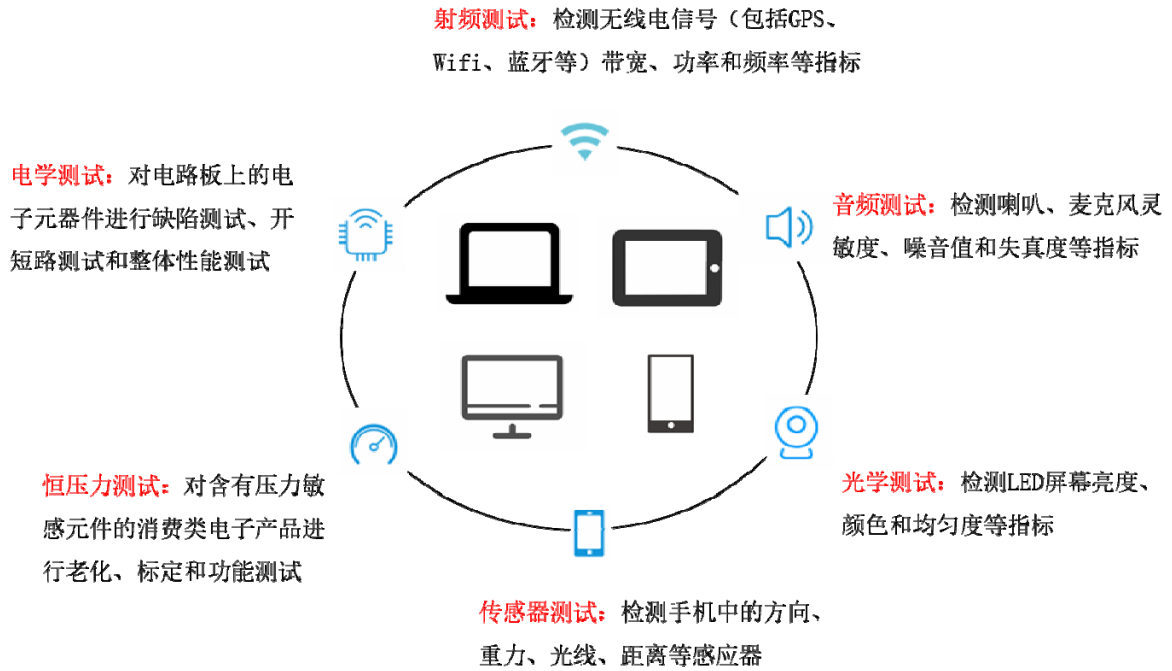 射频测试：检测无线电信号（包括GPS、
Wifi、蓝牙等）带宽、功率和频率等指标
电学测试：对电路板上的电
子元器件进行缺陷测试、开
短路测试和整体性能测试
音频测试：检测喇叭、麦克风灵
敏度、噪音值和失真度等指标
恒压力测试：对含有压力敏
感元件的消费类电子产品进
行老化、标定和功能测试
光学测试：检测LED屏幕亮度、
颜色和均匀度等指标
传感器测试：检测手机中的方向、
重力、光线、距离等感应器